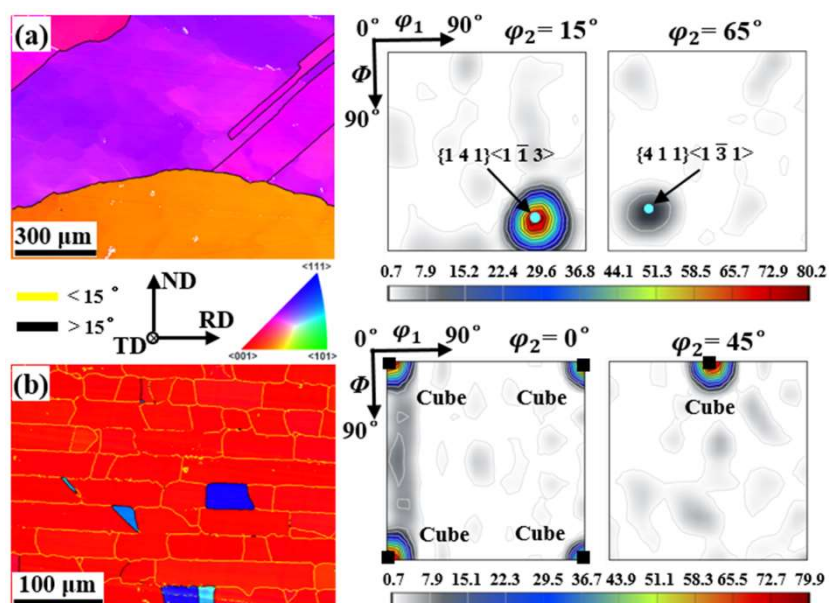 (a)
0° φ₁ 90° φ₂= 15° φ₂= 65°
Φ
90°
{1 4 1}<1 1̅ 3> {4 1 1}<1 3̅ 1>
300 μm
0.7 7.9 15.2 22.4 29.6 36.8 44.1 51.3 58.5 65.7 72.9 80.2
< 15° ND <111>
> 15° TD RD <001> <101>
0° φ₁ 90° φ₂= 0° φ₂= 45°
(b)
Φ
Cube Cube Cube
90°
Cube Cube
100 μm
0.7 7.9 15.1 22.3 29.5 36.7 43.9 51.1 58.3 65.5 72.7 79.9